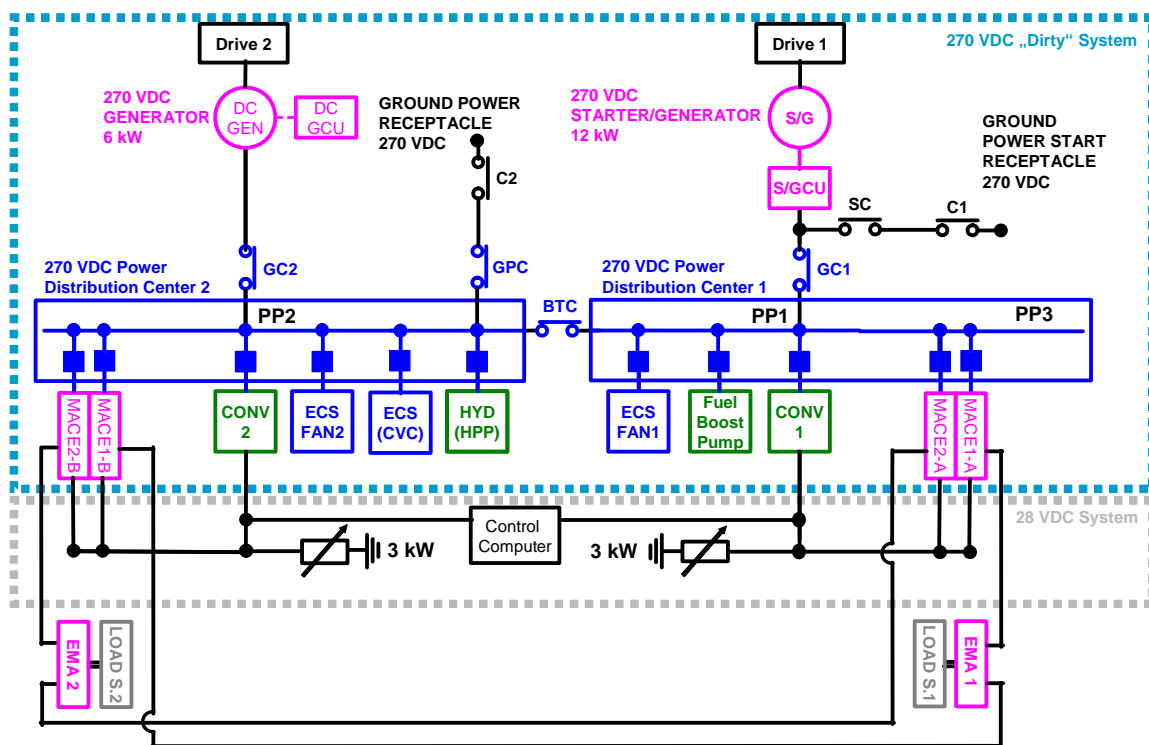 Drive 2
Drive 1
270 VDC „Dirty“ System
270 VDC
GENERATOR
6 kW
DC
GEN
DC
GCU
GROUND POWER
RECEPTACLE
270 VDC
C2
270 VDC
STARTER/GENERATOR
12 kW
S/G
S/GCU
GROUND
POWER START
RECEPTACLE
270 VDC
SC
C1
270 VDC Power
Distribution Center 2
GC2
GPC
270 VDC Power
Distribution Center 1
GC1
PP2
BTC
PP1
PP3
MACE2-B
MACE1-B
CONV
2
ECS
FAN2
ECS
(CVC)
HYD
(HPP)
ECS
FAN1
Fuel
Boost
Pump
CONV
1
MACE2-A
MACE1-A
28 VDC System
3 kW
Control
Computer
3 kW
EMA 2
LOAD S.2
LOAD S.1
EMA 1